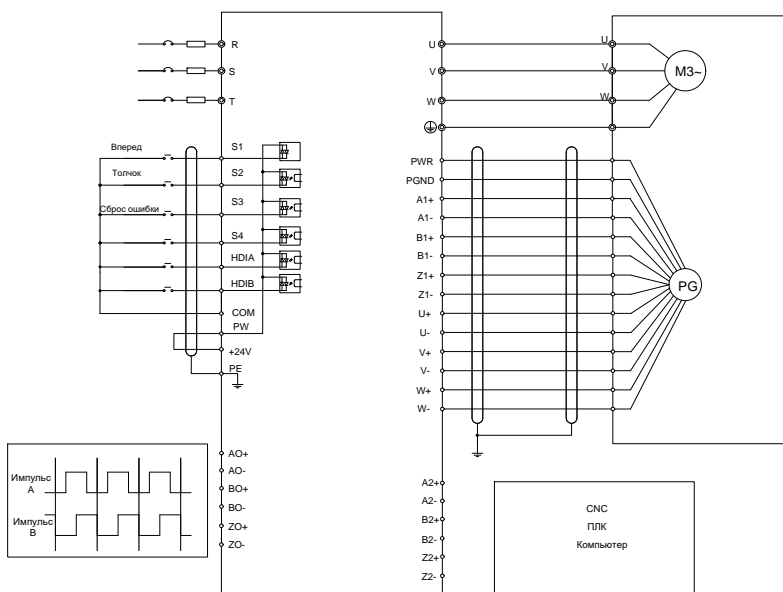 R
S
T
Вперед
S1
Толчок
S2
Сброс ошибки
S3
S4
HDIA
HDIB
COM
PW
+24V
PE
U
V
W
U
V
W
M3~
PWR
PGND
A1+
A1-
B1+
B1-
Z1+
Z1-
U+
U-
V+
V-
W+
W-
PG
Импульс
A
Импульс
B
AO+
AO-
BO+
BO-
ZO+
ZO-
A2+
A2-
B2+
B2-
Z2+
Z2-
CNC
ПЛК
Компьютер